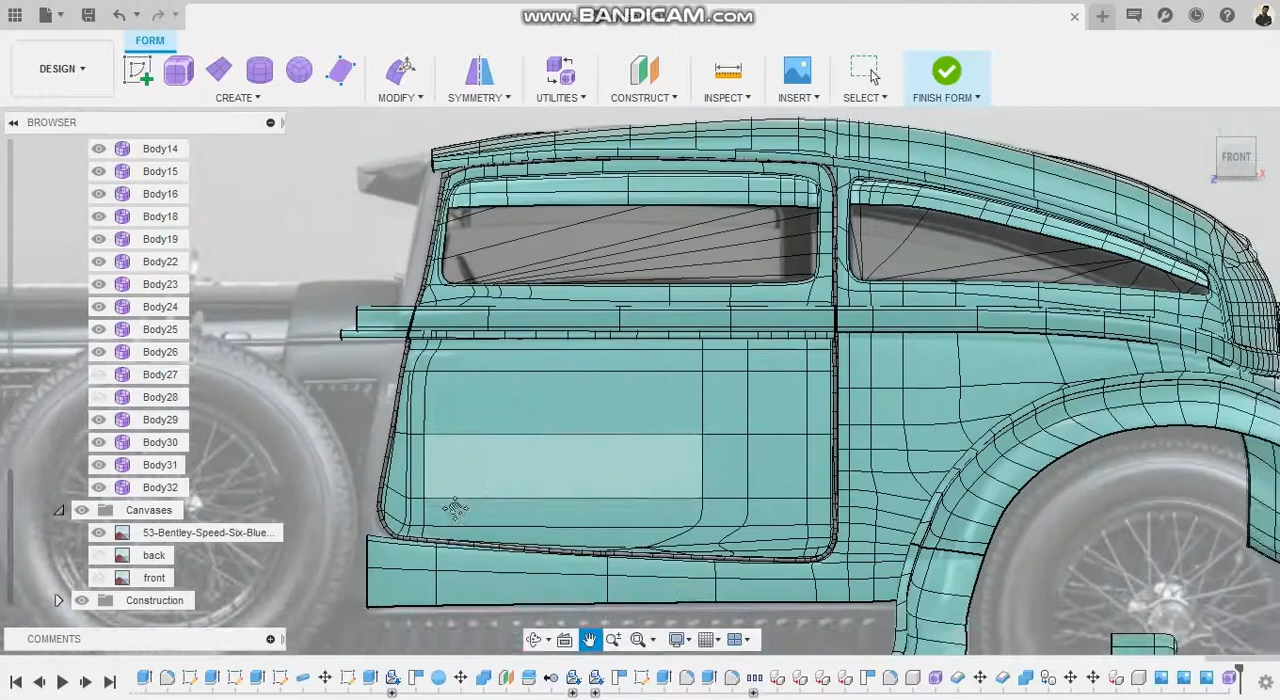 www.BANDICAM.com
FORM
DESIGN
CREATE
MODIFY
SYMMETRY
UTILITIES
CONSTRUCT
INSPECT
INSERT
SELECT
FINISH FORM
BROWSER
FRONT
Z
X
Body14
Body15
Body16
Body18
Body19
Body22
Body23
Body24
Body25
Body26
Body27
Body28
Body29
Body30
Body31
Body32
Canvases
53-Bentley-Speed-Six-Blue...
back
front
Construction
COMMENTS